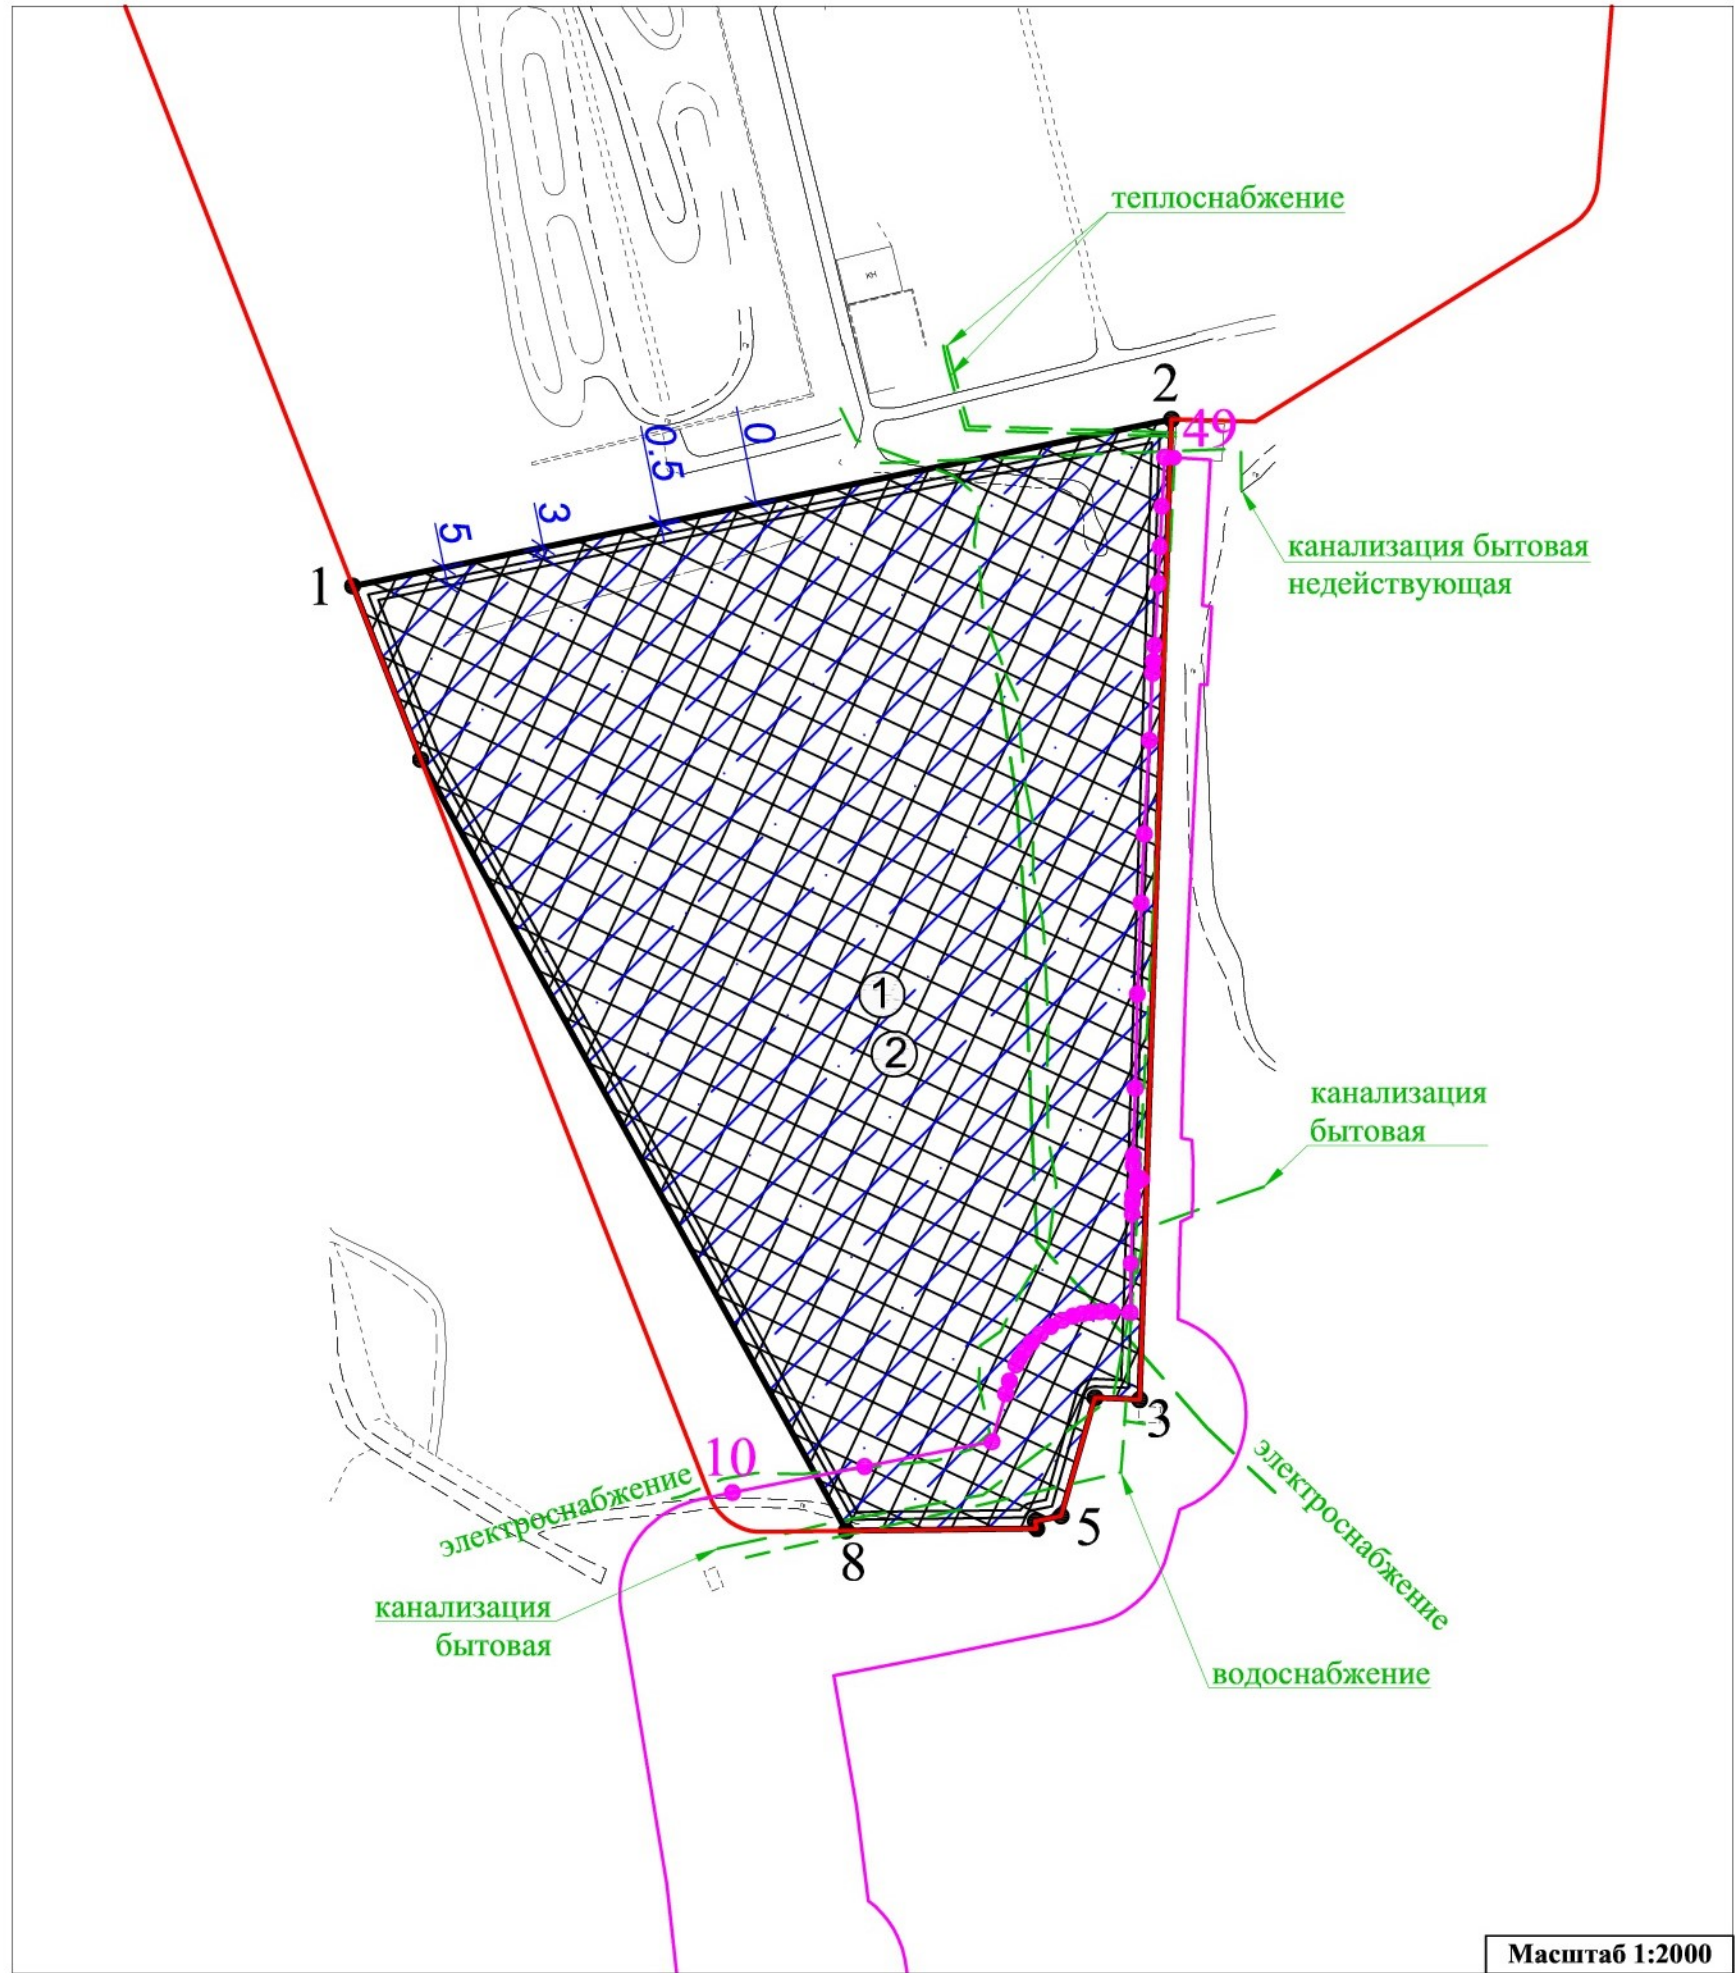 теплоснабжение
КН
2
49
0
0.5
3
5
1
канализация бытовая
недействующая
1
2
канализация
бытовая
3
10
электроснабжение
электроснабжение
5
8
канализация
бытовая
водоснабжение
Масштаб 1:2000